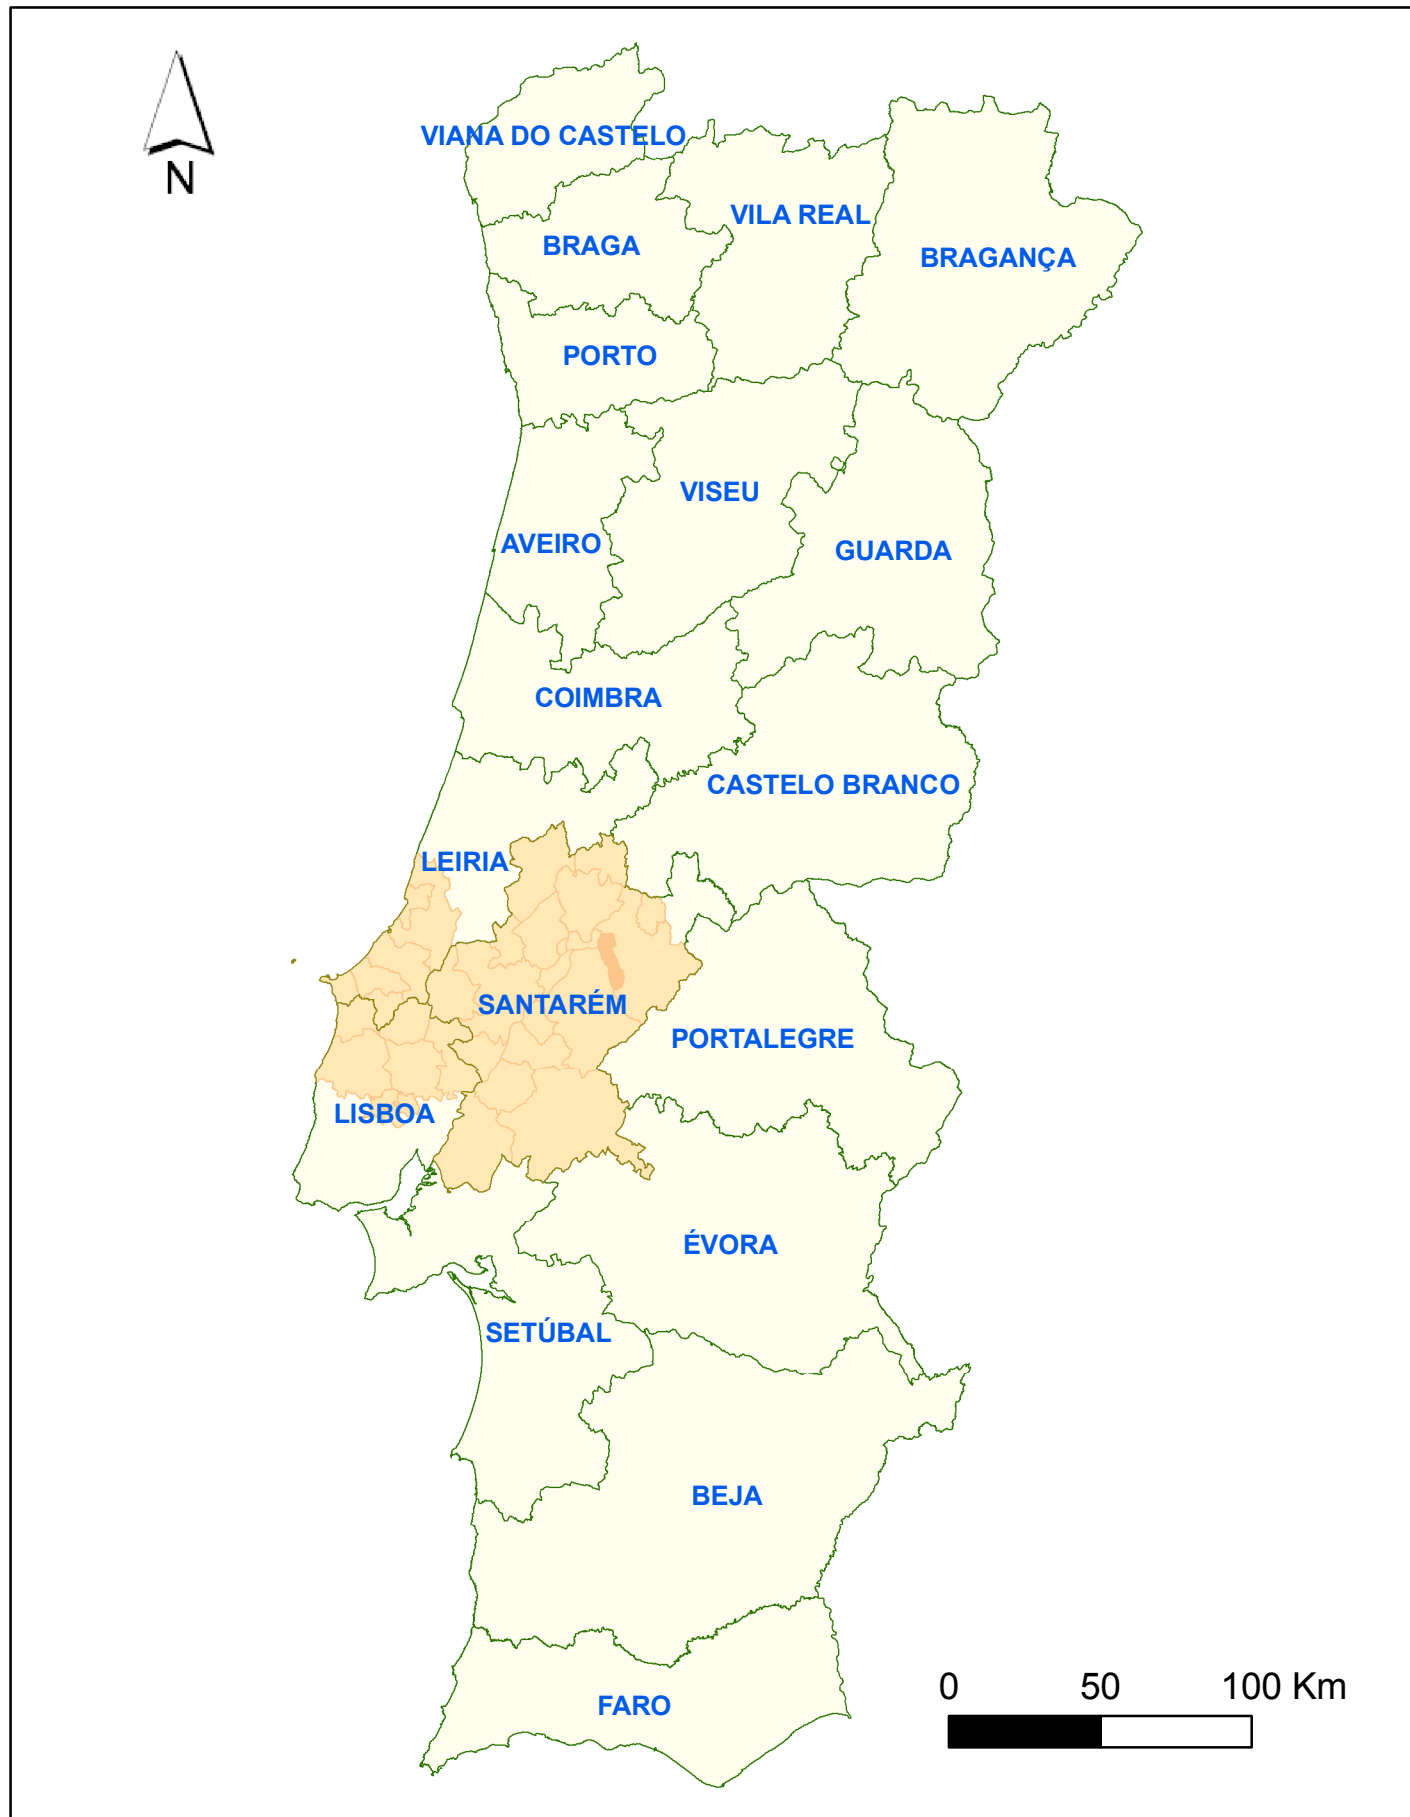 N
VIANA DO CASTELO
VILA REAL
BRAGA
BRAGANÇA
PORTO
VISEU
AVEIRO
GUARDA
COIMBRA
CASTELO BRANCO
LEIRIA
SANTARÉM
PORTALEGRE
LISBOA
ÉVORA
SETÚBAL
BEJA
FARO
0 50 100 Km